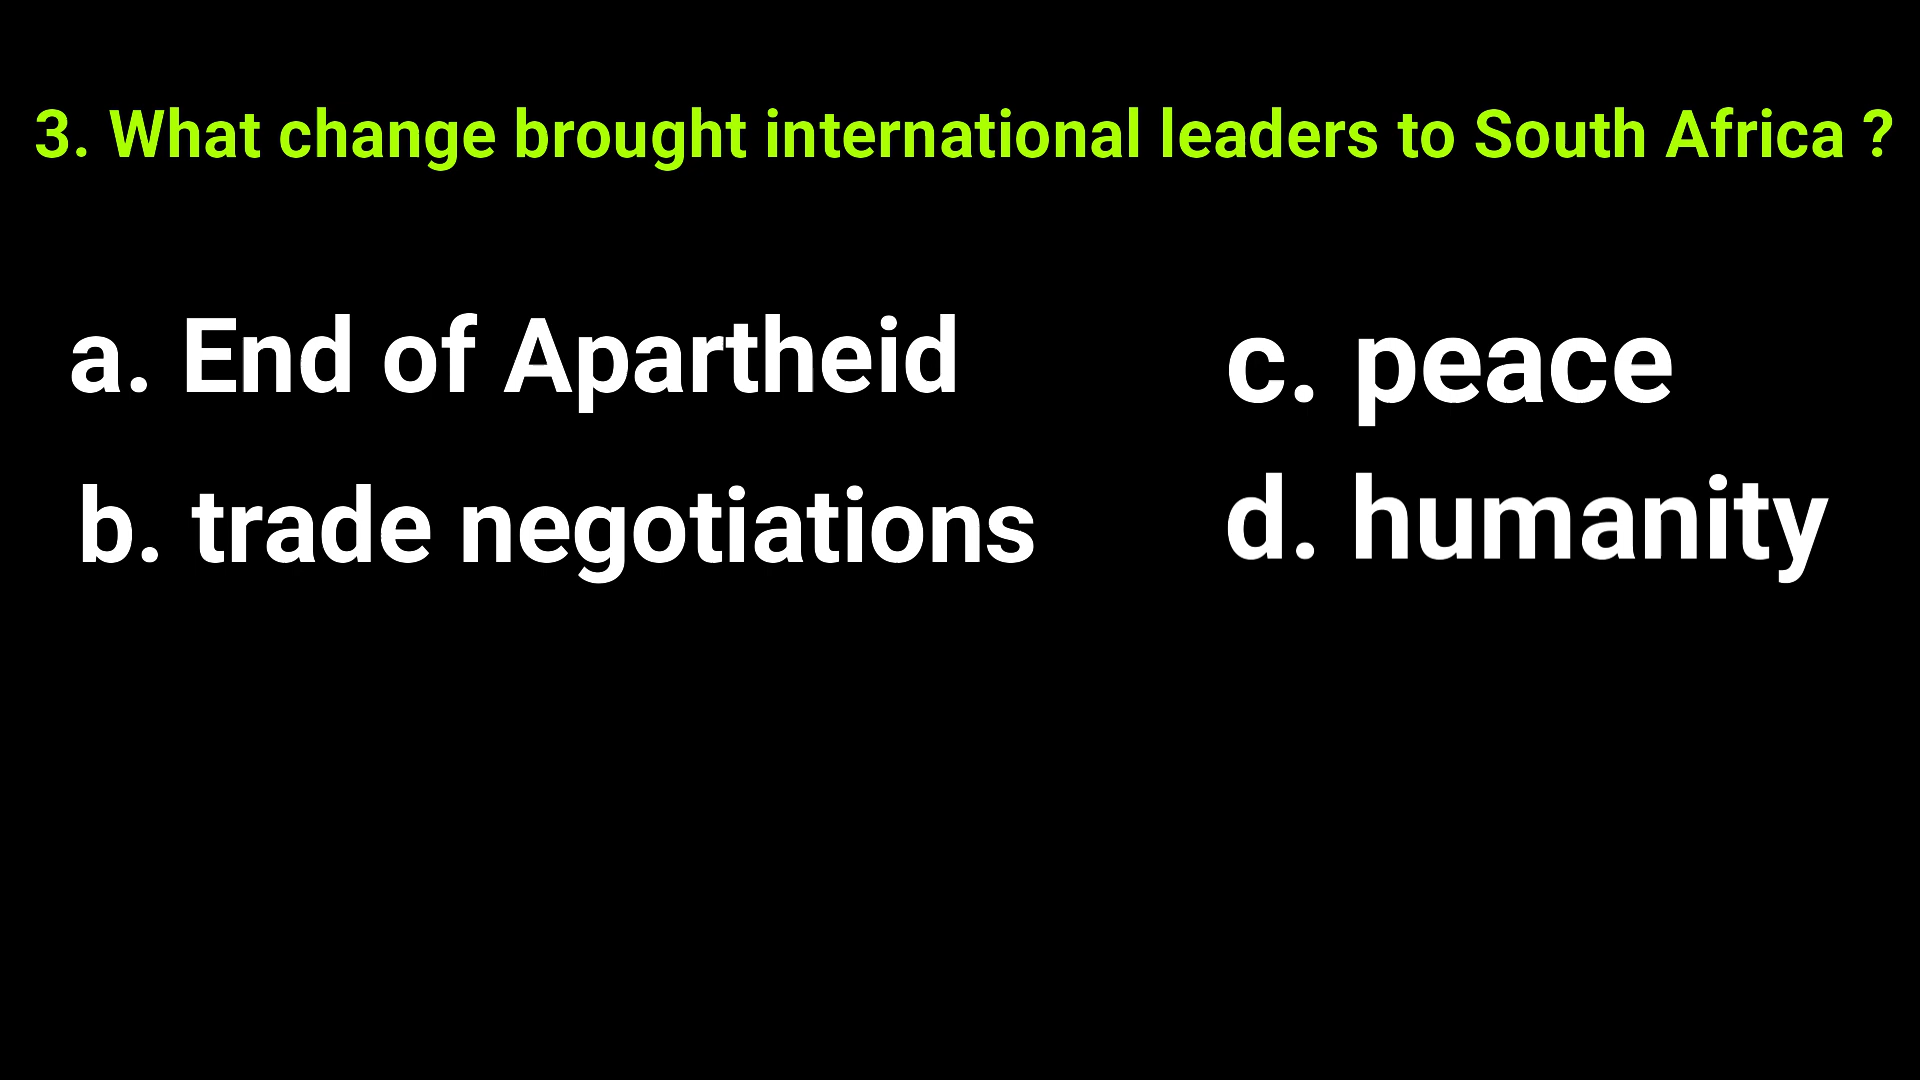 3. What change brought international leaders to South Africa ?
a. End of Apartheid
b. trade negotiations
c. peace
d. humanity